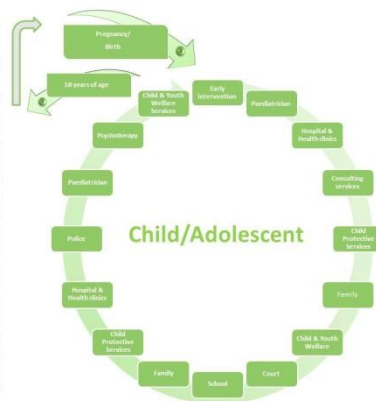 Pregnancy/
Birth
18 years of age
Early
intervention
Paediatrician
Hospital &
Health clinics
Consulting
services
Child
Protective
Services
Family
Child & Youth
Welfare
Court
School
Family
Child
Protective
Services
Hospital &
Health clinics
Police
Paediatrician
Psychotherapy
Child & Youth
Welfare
Services
Child/Adolescent